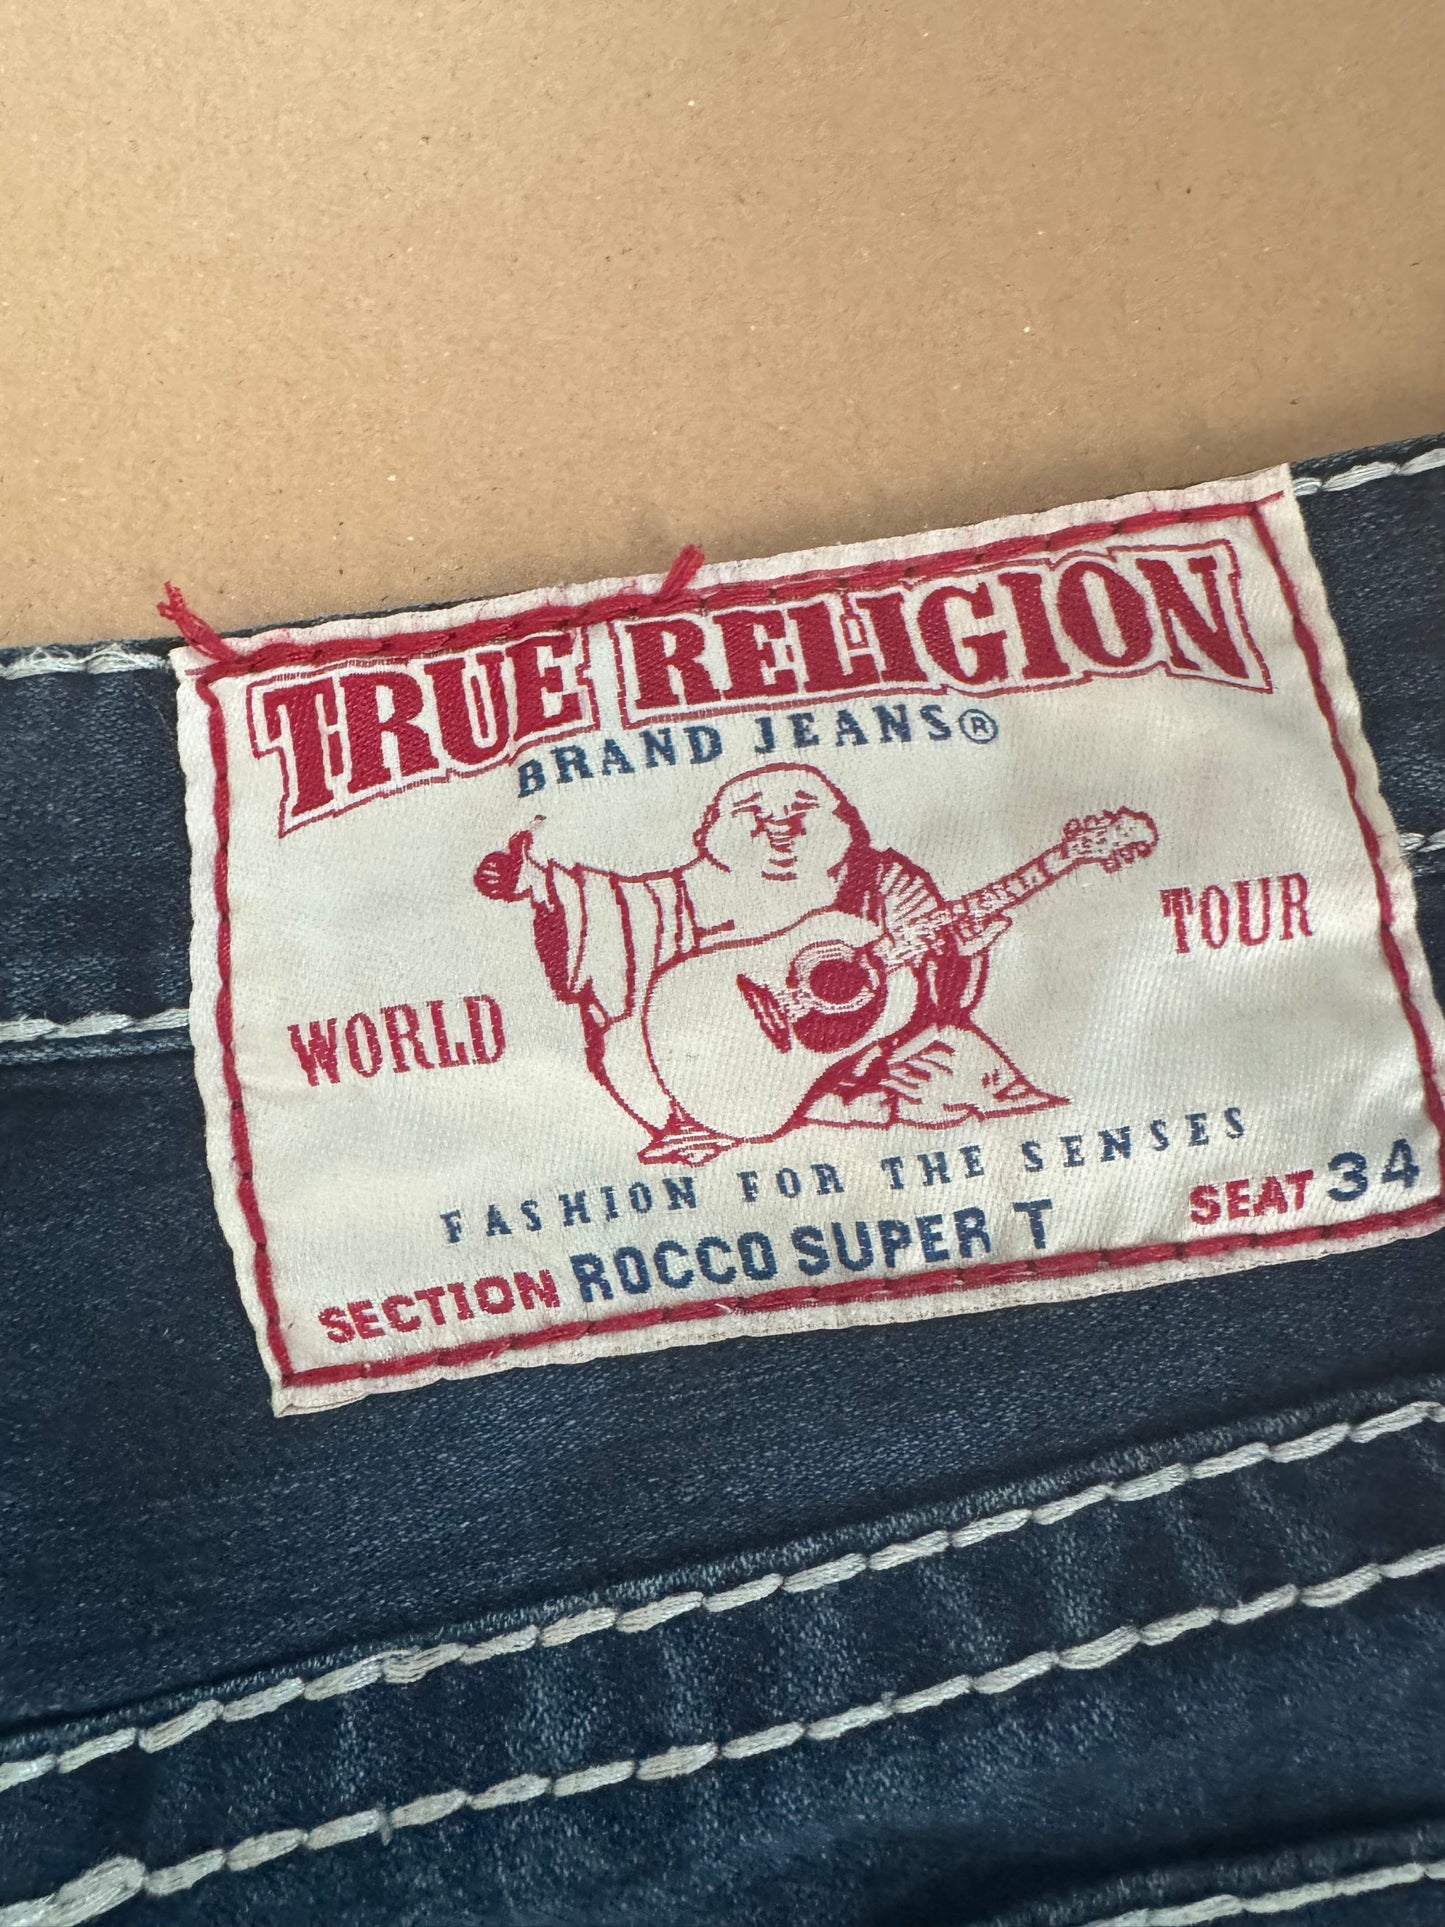 TRUE RELIGION
BRAND JEANS®
WORLD TOUR
FASHION FOR THE SENSES
SECTION ROCCO SUPER T SEAT 34